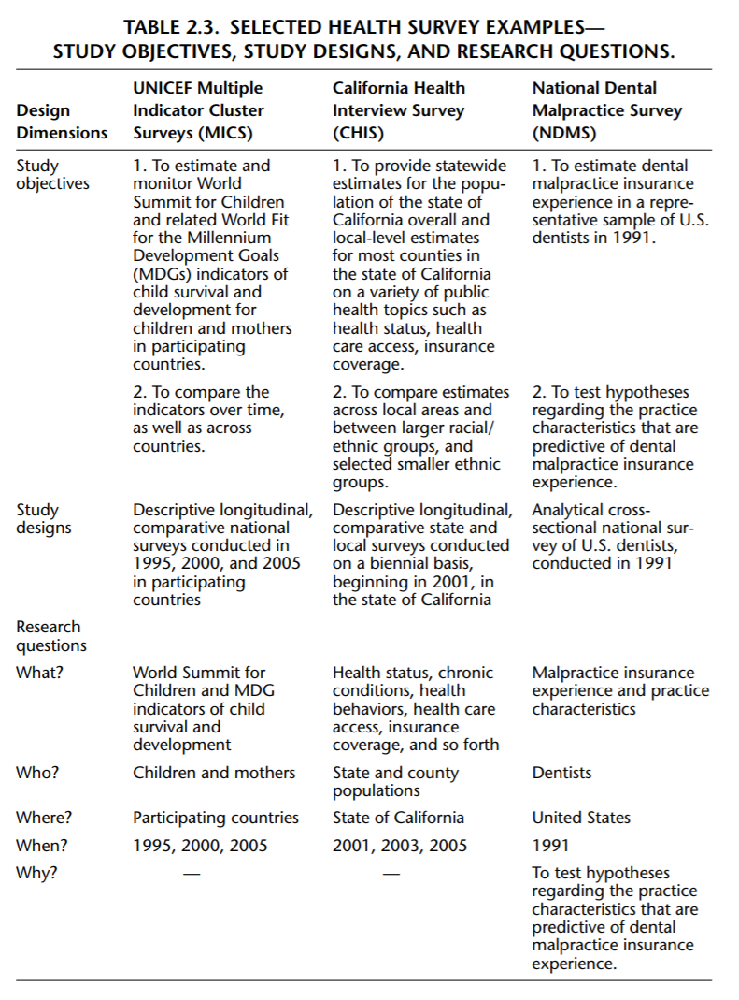 TABLE 2.3. SELECTED HEALTH SURVEY EXAMPLES—
STUDY OBJECTIVES, STUDY DESIGNS, AND RESEARCH QUESTIONS.
Design
Dimensions
UNICEF Multiple
Indicator Cluster
Surveys (MICS)
California Health
Interview Survey
(CHIS)
National Dental
Malpractice Survey
(NDMS)
Study
objectives
1. To estimate and
monitor World
Summit for Children
and related World Fit
for the Millennium
Development Goals
(MDGs) indicators of
child survival and
development for
children and mothers
in participating
countries.
1. To provide statewide
estimates for the popu-
lation of the state of
California overall and
local-level estimates
for most counties in
the state of California
on a variety of public
health topics such as
health status, health
care access, insurance
coverage.
1. To estimate dental
malpractice insurance
experience in a repre-
sentative sample of U.S.
dentists in 1991.
2. To compare the
indicators over time,
as well as across
countries.
2. To compare estimates
across local areas and
between larger racial/
ethnic groups, and
selected smaller ethnic
groups.
2. To test hypotheses
regarding the practice
characteristics that are
predictive of dental
malpractice insurance
experience.
Study
designs
Descriptive longitudinal,
comparative national
surveys conducted in
1995, 2000, and 2005
in participating
countries
Descriptive longitudinal,
comparative state and
local surveys conducted
on a biennial basis,
beginning in 2001, in
the state of California
Analytical cross-
sectional national sur-
vey of U.S. dentists,
conducted in 1991
Research
questions
What?
World Summit for
Children and MDG
indicators of child
survival and
development
Health status, chronic
conditions, health
behaviors, health care
access, insurance
coverage, and so forth
Malpractice insurance
experience and practice
characteristics
Who?
Children and mothers
State and county
populations
Dentists
Where?
Participating countries
State of California
United States
When?
1995, 2000, 2005
2001, 2003, 2005
1991
Why?
—
—
To test hypotheses
regarding the practice
characteristics that are
predictive of dental
malpractice insurance
experience.